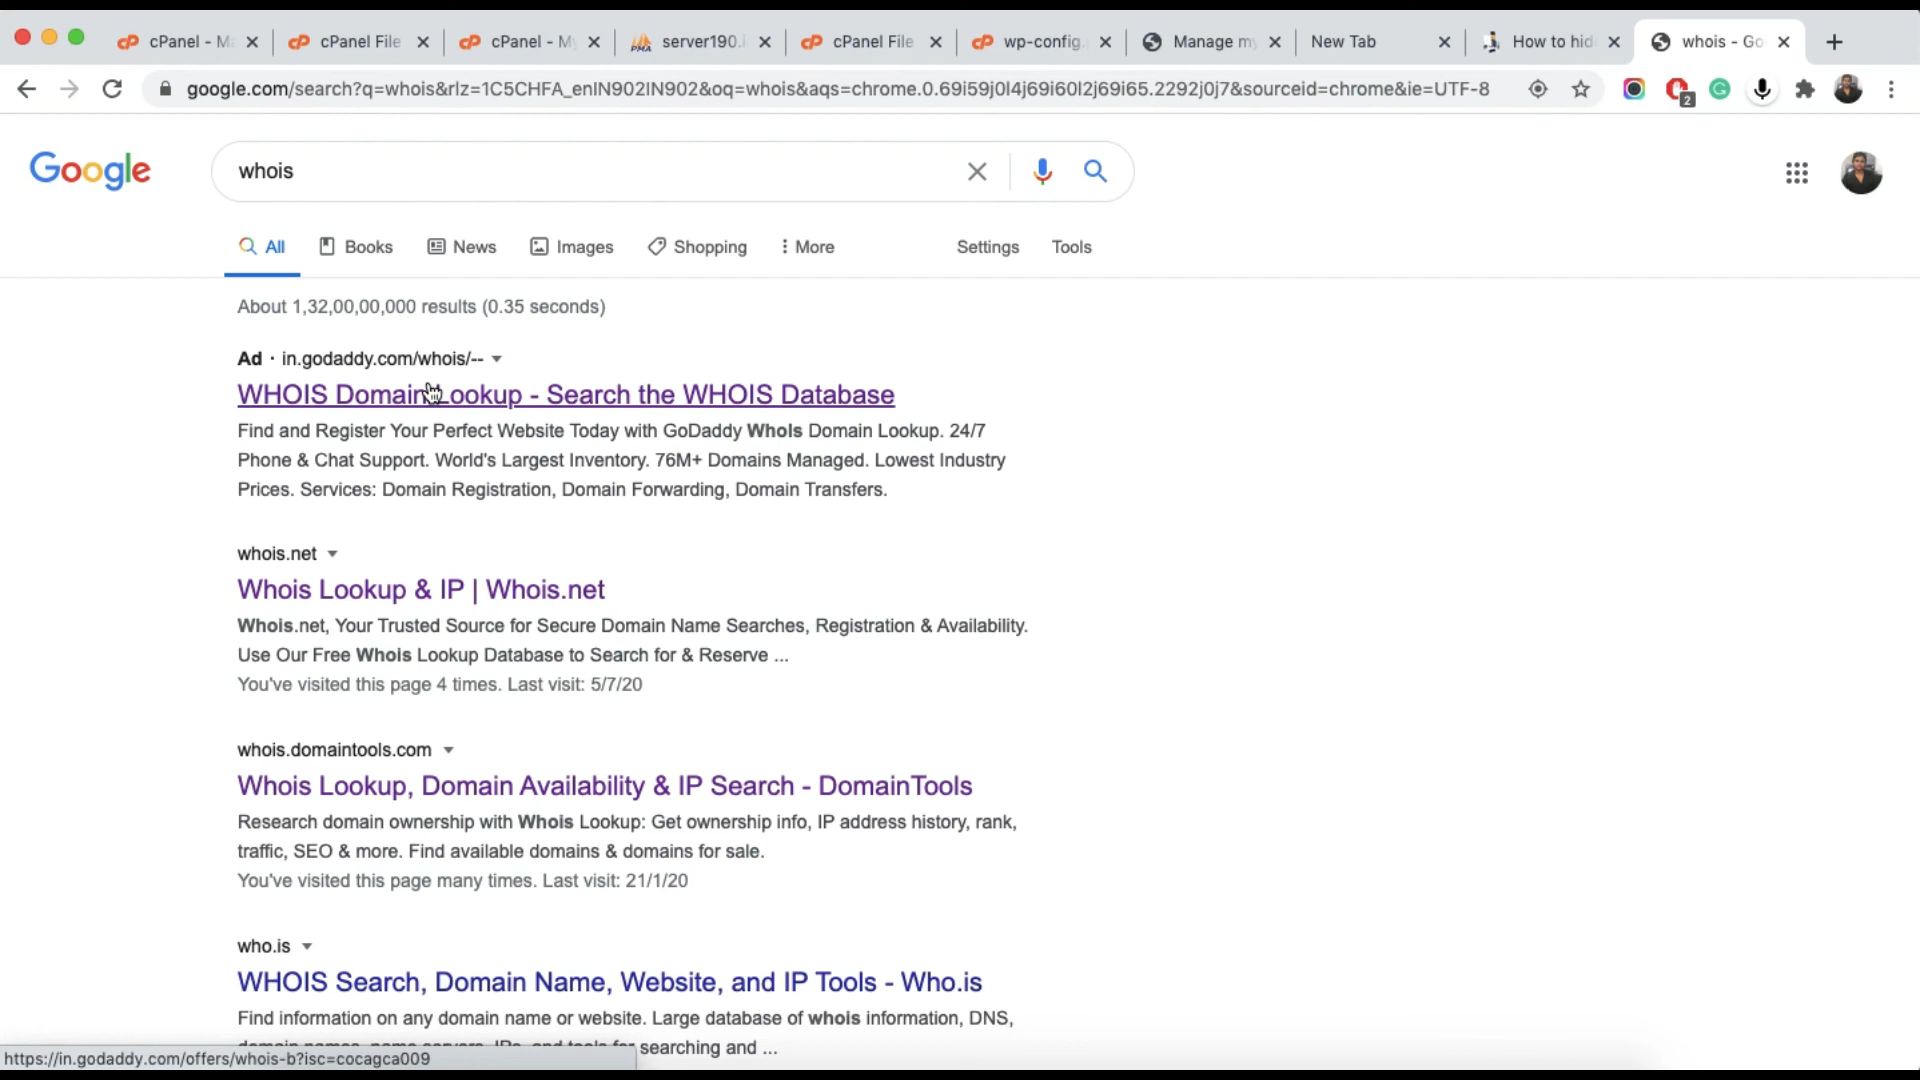 cPanel - M
cPanel File
cPanel - My
server190.
cPanel File
wp-config.
Manage my
New Tab
How to hid
whois - Go
google.com/search?q=whois&rlz=1C5CHFA_enIN902IN902&oq=whois&aqs=chrome.0.69i59j0l4j69i60l2j69i65.2292j0j7&sourceid=chrome&ie=UTF-8
2
Google
whois
All
Books
News
Images
Shopping
More
Settings
Tools
About 1,32,00,00,000 results (0.35 seconds)
Ad · in.godaddy.com/whois/--
WHOIS Domain Lookup - Search the WHOIS Database
Find and Register Your Perfect Website Today with GoDaddy WhoIs Domain Lookup. 24/7
Phone & Chat Support. World's Largest Inventory. 76M+ Domains Managed. Lowest Industry
Prices. Services: Domain Registration, Domain Forwarding, Domain Transfers.
whois.net
Whois Lookup & IP | Whois.net
Whois.net, Your Trusted Source for Secure Domain Name Searches, Registration & Availability.
Use Our Free Whois Lookup Database to Search for & Reserve ...
You've visited this page 4 times. Last visit: 5/7/20
whois.domaintools.com
Whois Lookup, Domain Availability & IP Search - DomainTools
Research domain ownership with Whois Lookup: Get ownership info, IP address history, rank,
traffic, SEO & more. Find available domains & domains for sale.
You've visited this page many times. Last visit: 21/1/20
who.is
WHOIS Search, Domain Name, Website, and IP Tools - Who.is
Find information on any domain name or website. Large database of whois information, DNS,
domain names, name servers, IPs, and tools for searching and ...
https://in.godaddy.com/offers/whois-b?isc=cocagca009